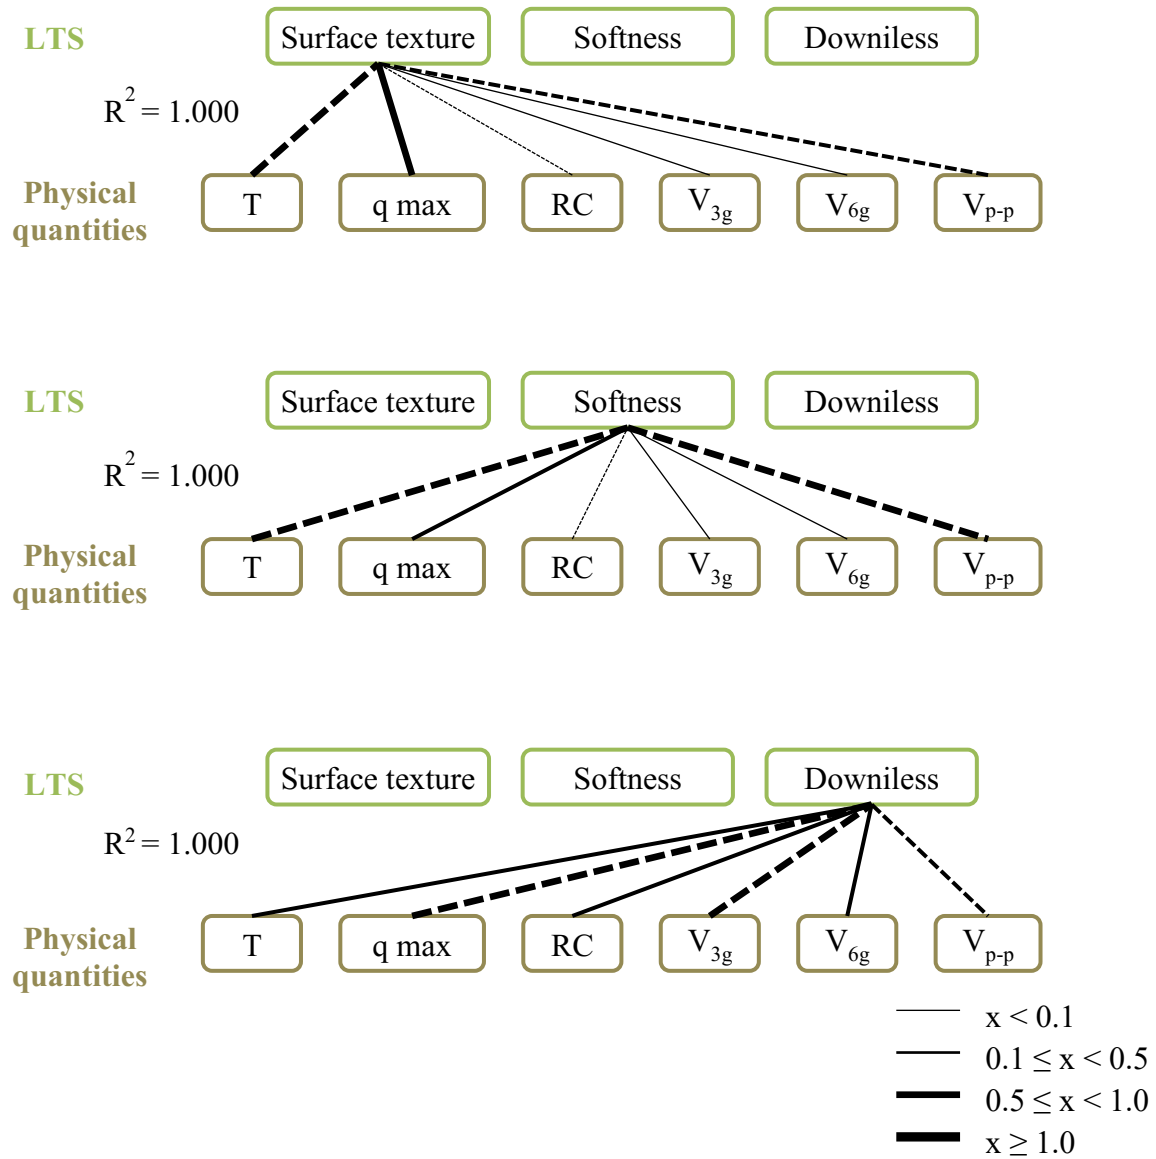 LTS
Surface texture Softness Downiless
R² = 1.000
Physical quantities
T q max RC V3g V6g Vp-p
LTS
Surface texture Softness Downiless
R² = 1.000
Physical quantities
T q max RC V3g V6g Vp-p
LTS
Surface texture Softness Downiless
R² = 1.000
Physical quantities
T q max RC V3g V6g Vp-p
x < 0.1
0.1 ≤ x < 0.5
0.5 ≤ x < 1.0
x ≥ 1.0